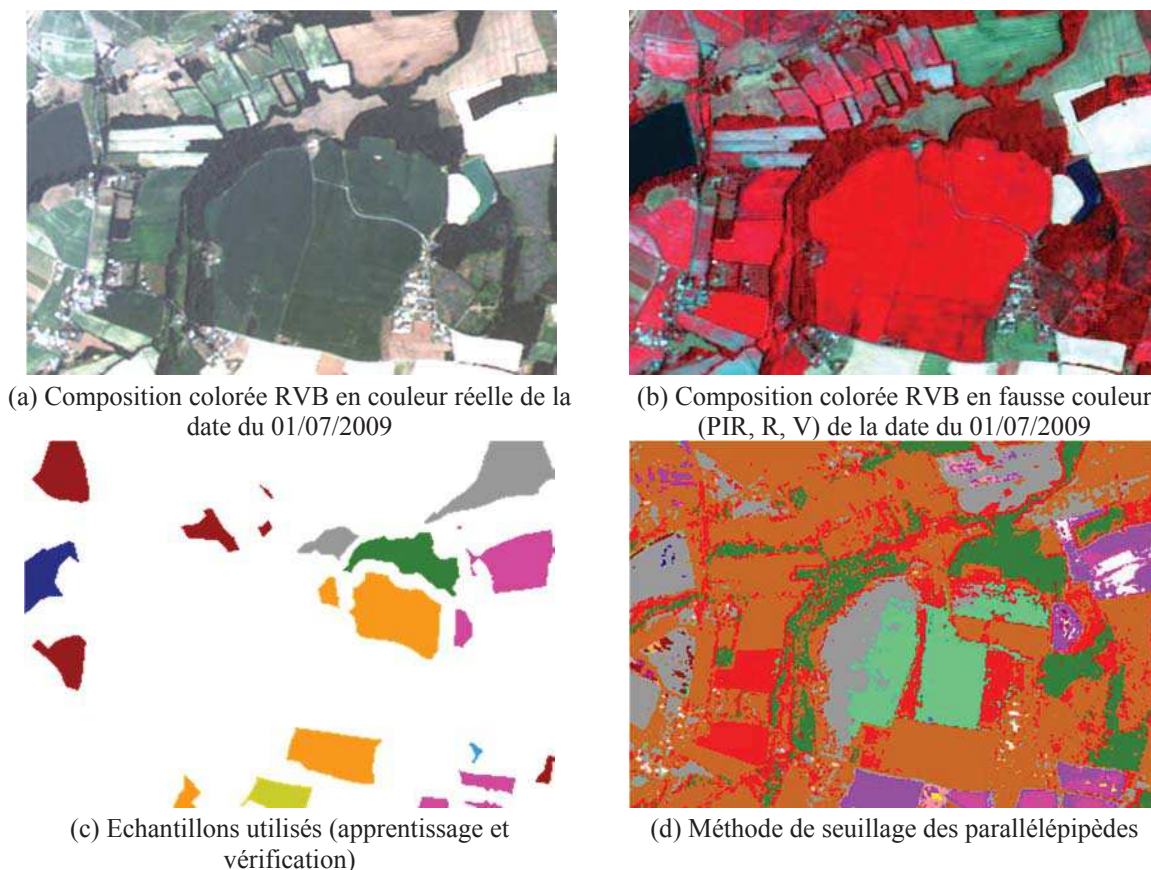 (a) Composition colorée RVB en couleur réelle de la
date du 01/07/2009
(b) Composition colorée RVB en fausse couleur
(PIR, R, V) de la date du 01/07/2009
(c) Echantillons utilisés (apprentissage et
vérification)
(d) Méthode de seuillage des parallélépipèdes